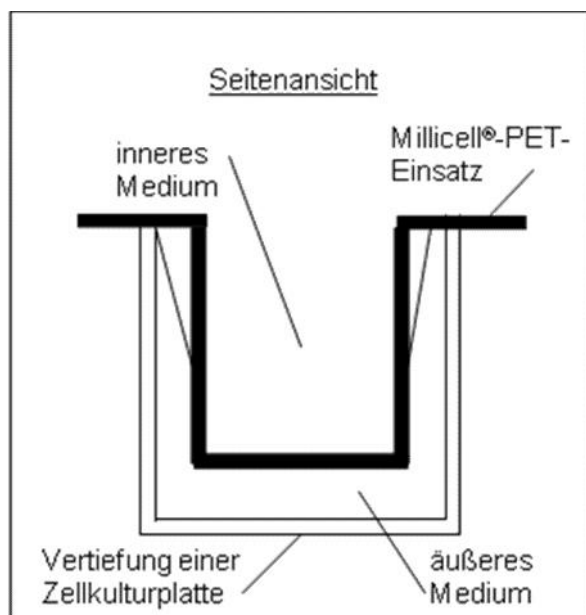 Seitenansicht
inneres
Medium
Millicell®-PET-
Einsatz
Vertiefung einer
Zellkulturplatte
äußeres
Medium